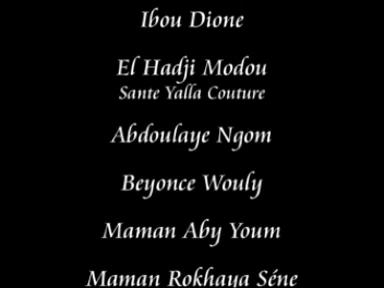 Ibou Dione
El Hadji Modou
Sante Yalla Couture
Abdoulaye Ngom
Beyonce Wouly
Maman Aby Youm
Maman Rokhaya Séne